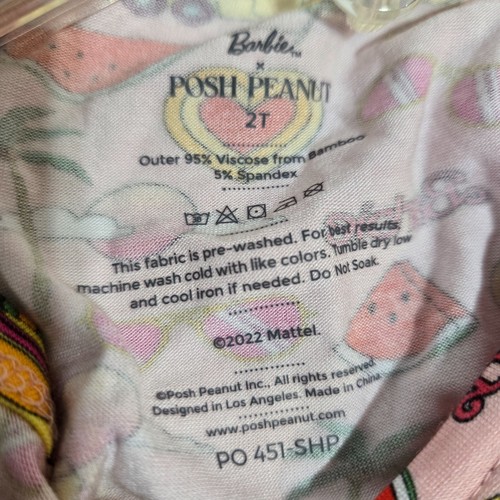 Barbie™
×
POSH PEANUT
2T
Outer 95% Viscose from Bamboo
5% Spandex
This fabric is pre-washed. For best results,
machine wash cold with like colors. Tumble dry low
and cool iron if needed. Do Not Soak.
©2022 Mattel.
©Posh Peanut Inc., All rights reserved.
Designed in Los Angeles. Made in China.
www.poshpeanut.com
PO 451-SHP